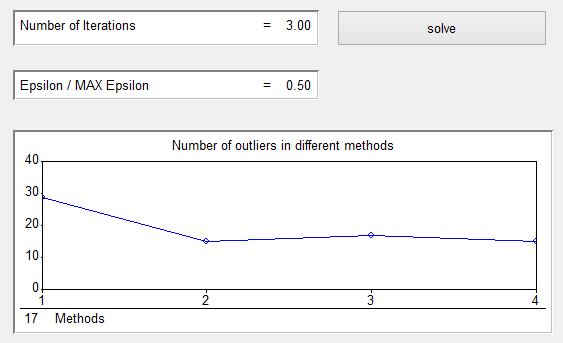 Number of Iterations = 3.00
solve
Epsilon / MAX Epsilon = 0.50
Number of outliers in different methods
40
30
20
10
0
1 2 3 4
17 Methods